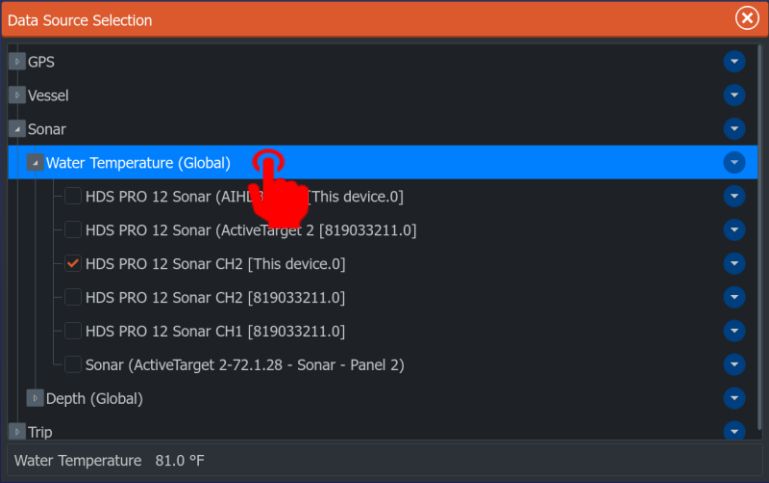 Data Source Selection
GPS
Vessel
Sonar
Water Temperature (Global)
HDS PRO 12 Sonar [This device.0]
HDS PRO 12 Sonar (ActiveTarget 2 [819033211.0]
HDS PRO 12 Sonar CH2 [This device.0]
HDS PRO 12 Sonar CH2 [819033211.0]
HDS PRO 12 Sonar CH1 [819033211.0]
Sonar (ActiveTarget 2-72.1.28 - Sonar - Panel 2)
Depth (Global)
Trip
Water Temperature 81.0 °F